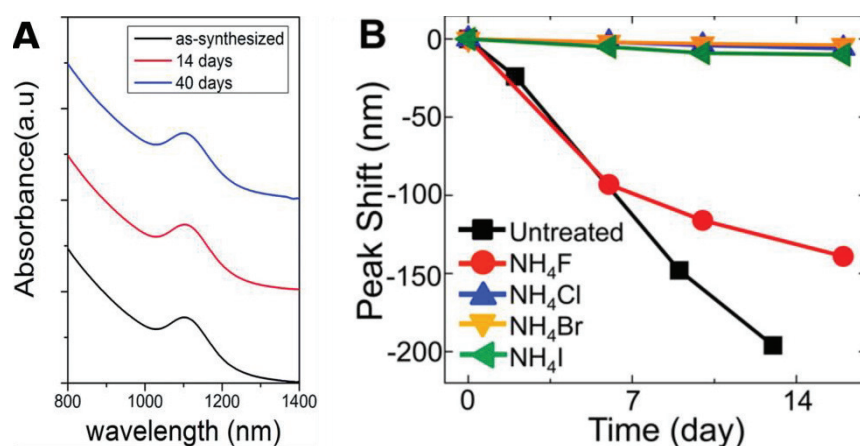 A
as-synthesized
14 days
40 days
Absorbance(a.u)
800 1000 1200 1400
wavelength (nm)
B
0
-50
-100
-150
-200
Peak Shift (nm)
Untreated
NH₄F
NH₄Cl
NH₄Br
NH₄I
0 7 14
Time (day)